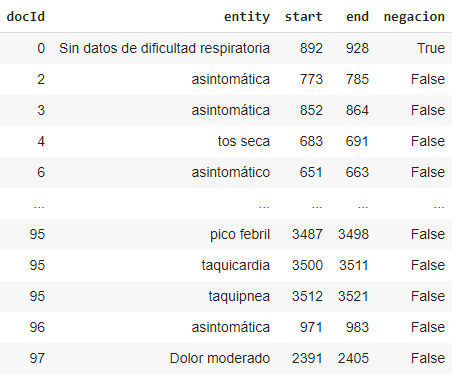 docId entity start end negacion
0 Sin datos de dificultad respiratoria 892 928 True
2 asintomática 773 785 False
3 asintomática 852 864 False
4 tos seca 683 691 False
6 asintomático 651 663 False
... ... ... ... ...
95 pico febril 3487 3498 False
95 taquicardia 3500 3511 False
95 taquipnea 3512 3521 False
96 asintomática 971 983 False
97 Dolor moderado 2391 2405 False